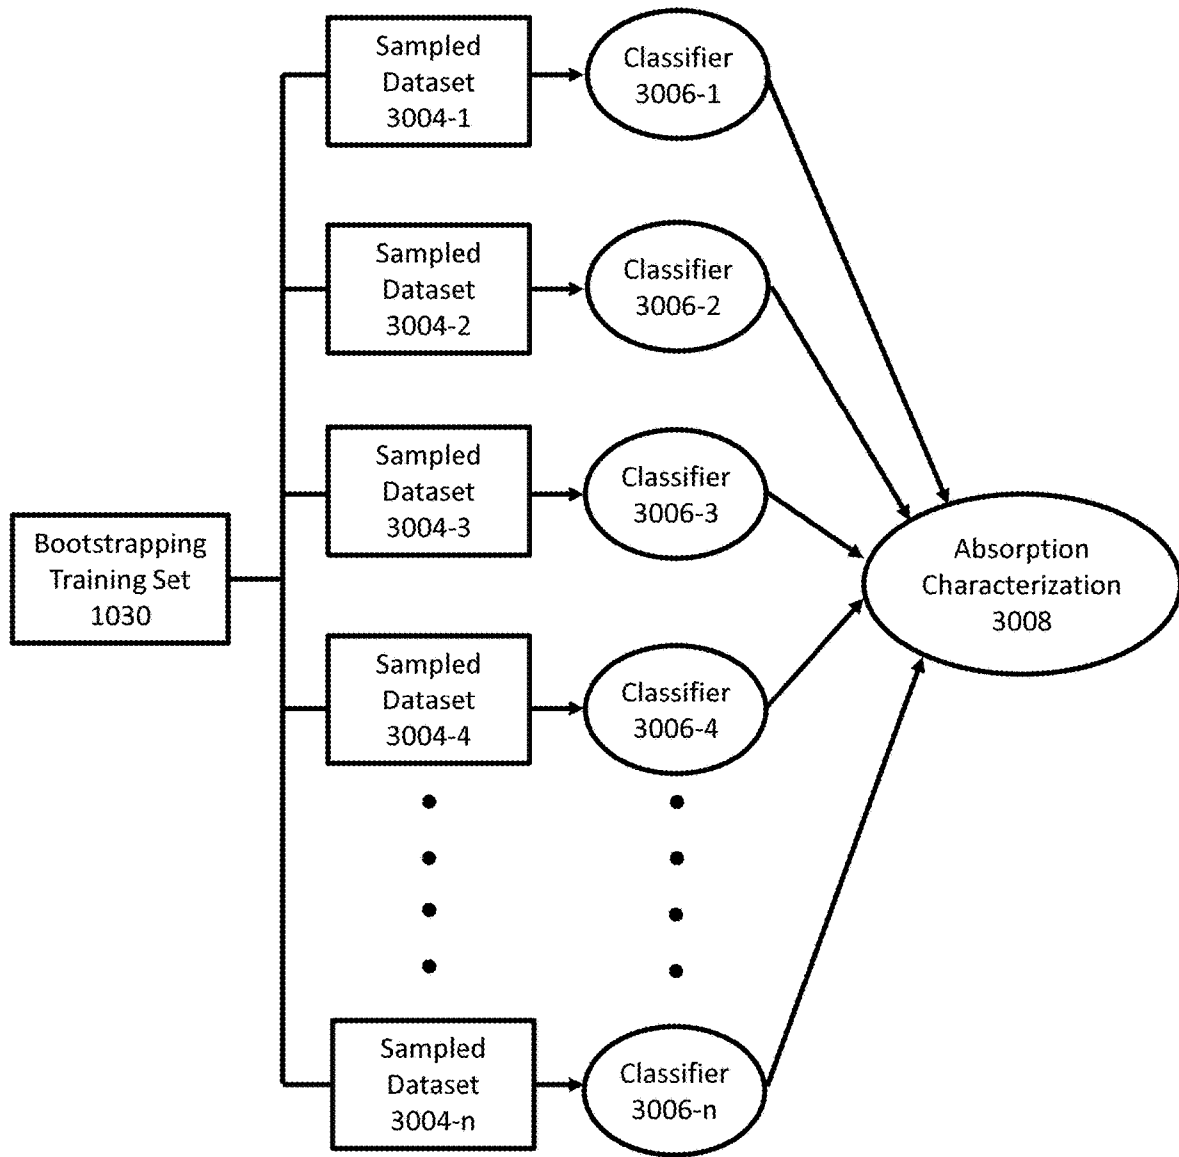 Sampled
Dataset
3004-1
Classifier
3006-1
Sampled
Dataset
3004-2
Classifier
3006-2
Sampled
Dataset
3004-3
Classifier
3006-3
Bootstrapping
Training Set
1030
Absorption
Characterization
3008
Sampled
Dataset
3004-4
Classifier
3006-4
Sampled
Dataset
3004-n
Classifier
3006-n